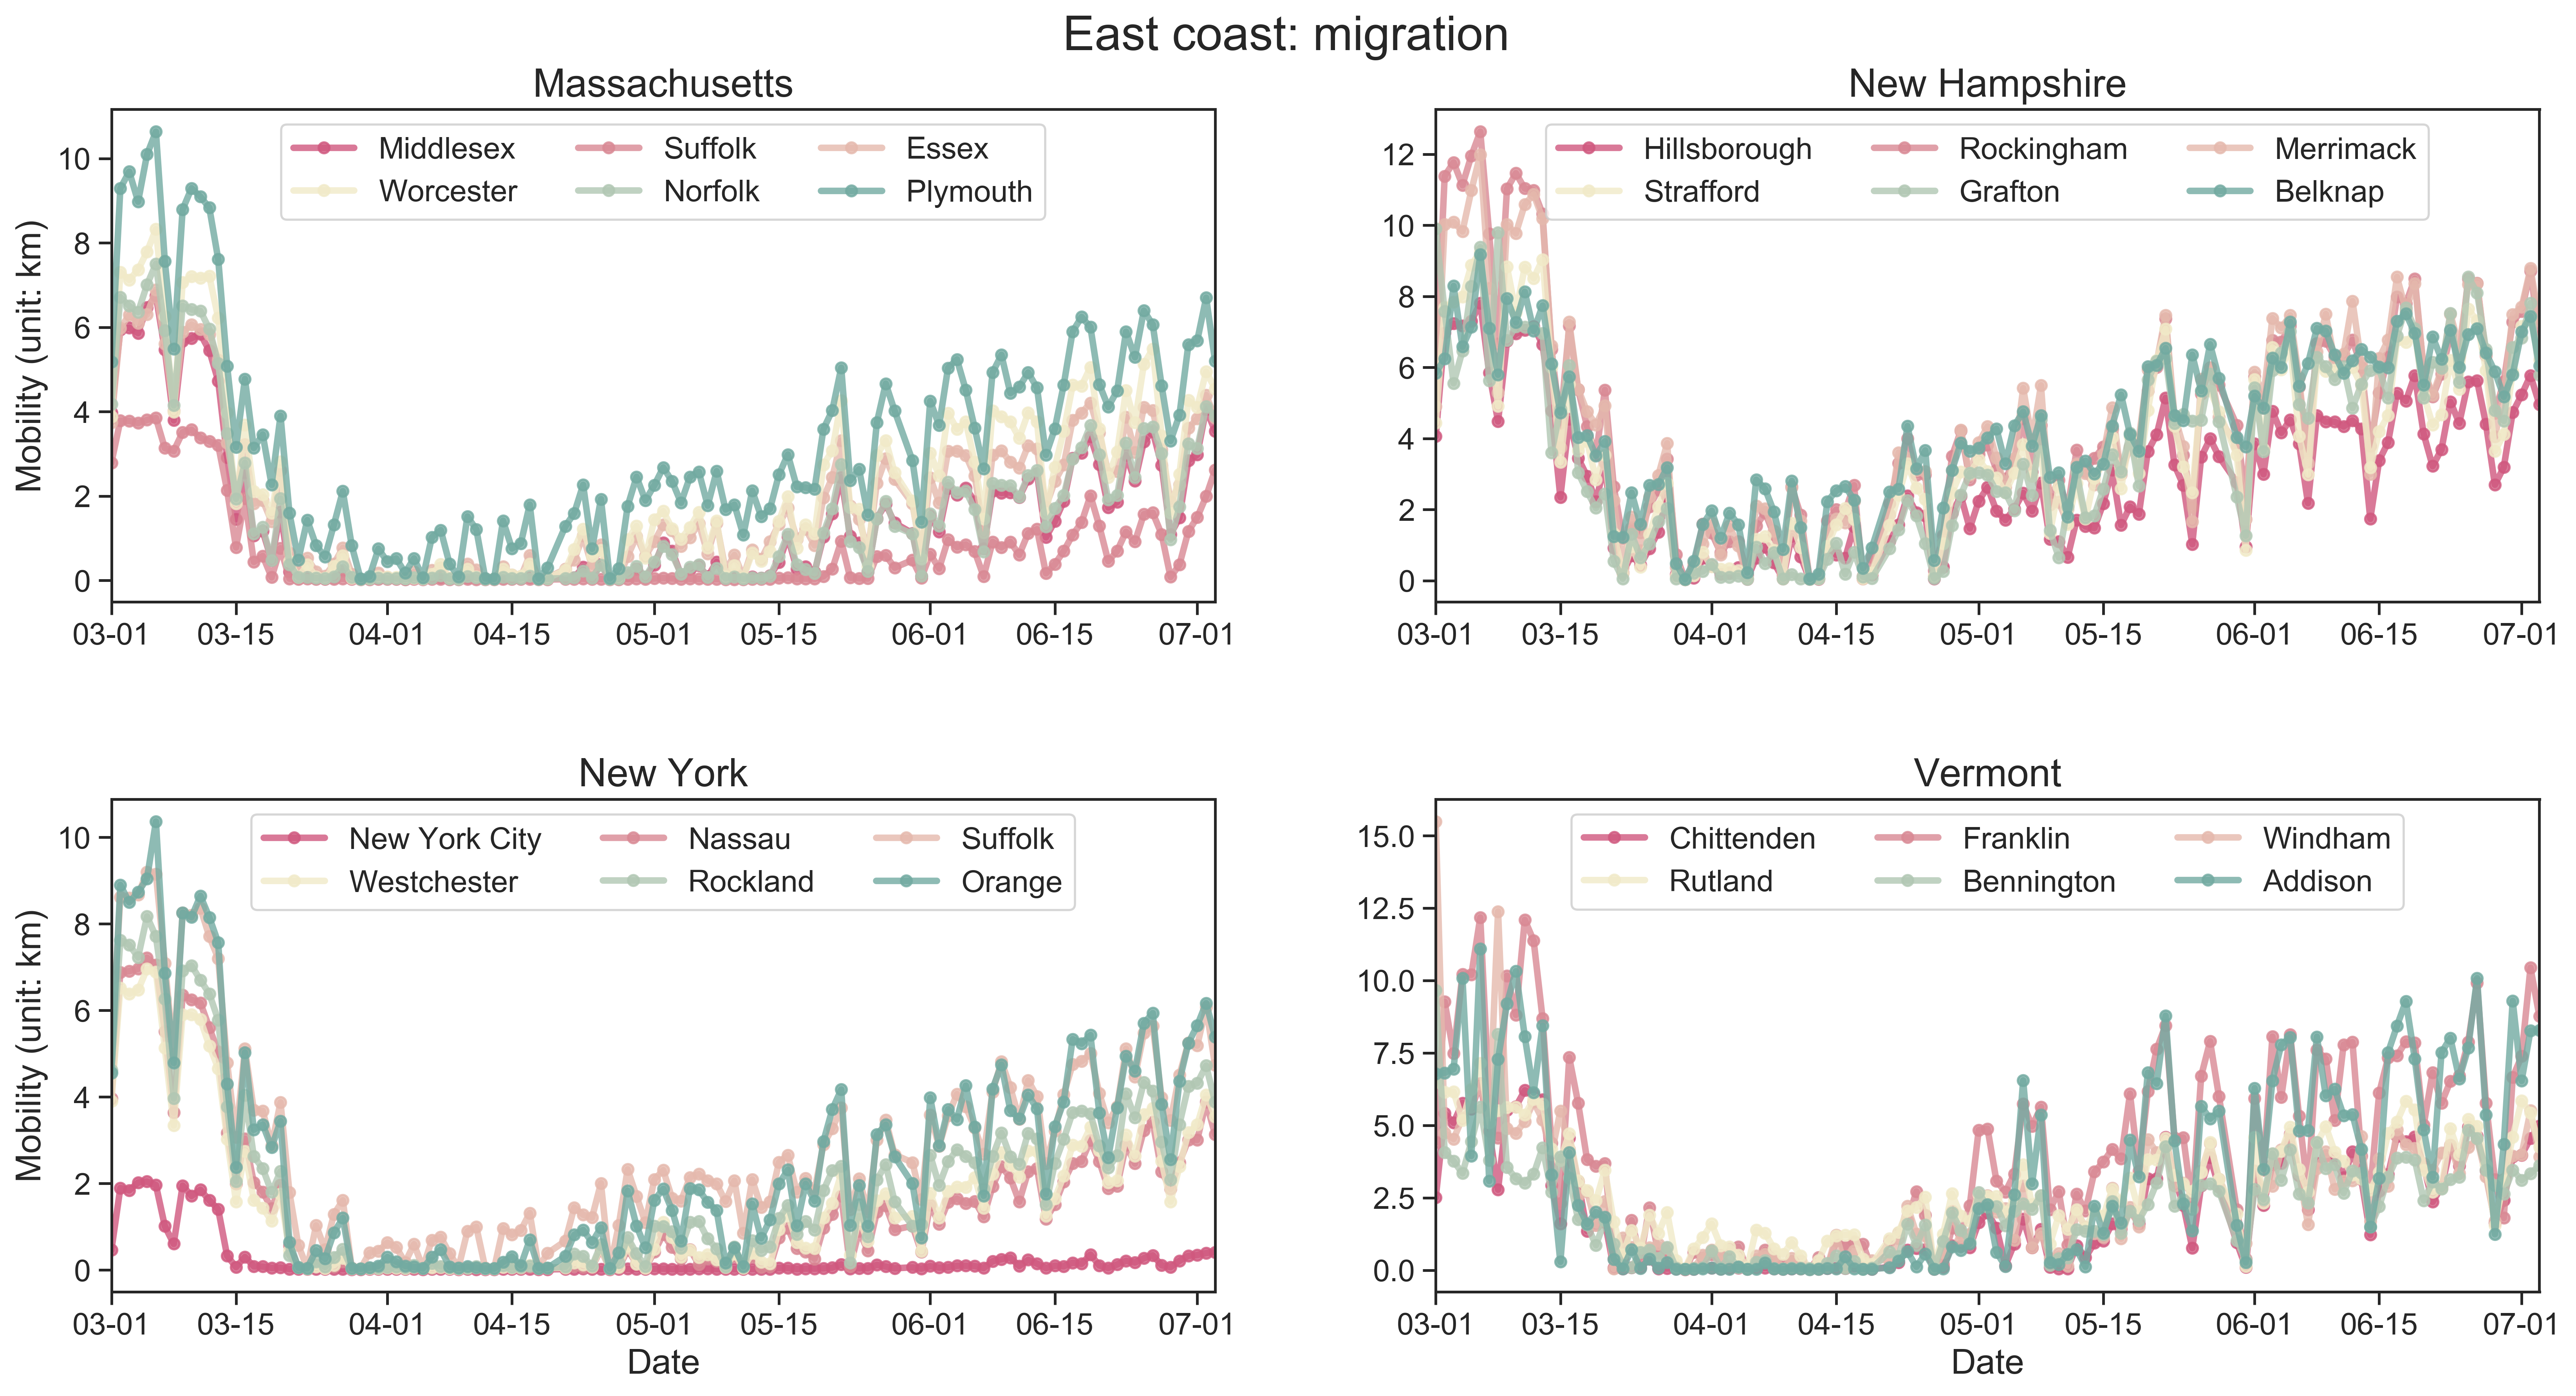 East coast: migration
Massachusetts
Middlesex Suffolk Essex
Worcester Norfolk Plymouth
Mobility (unit: km)
10
8
6
4
2
0
03-01 03-15 04-01 04-15 05-01 05-15 06-01 06-15 07-01
New Hampshire
Hillsborough Rockingham Merrimack
Strafford Grafton Belknap
12
10
8
6
4
2
0
03-01 03-15 04-01 04-15 05-01 05-15 06-01 06-15 07-01
New York
New York City Nassau Suffolk
Westchester Rockland Orange
Mobility (unit: km)
10
8
6
4
2
0
03-01 03-15 04-01 04-15 05-01 05-15 06-01 06-15 07-01
Date
Vermont
Chittenden Franklin Windham
Rutland Bennington Addison
15.0
12.5
10.0
7.5
5.0
2.5
0.0
03-01 03-15 04-01 04-15 05-01 05-15 06-01 06-15 07-01
Date